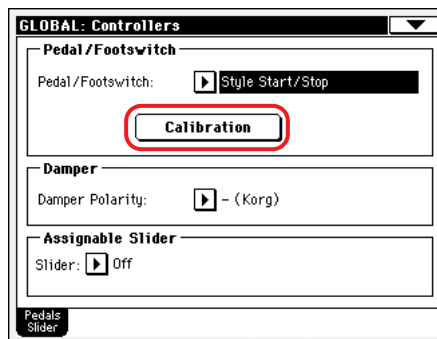 GLOBAL: Controllers
Pedal/Footswitch
Pedal/Footswitch: Style Start/Stop
Calibration
Damper
Damper Polarity: - (Korg)
Assignable Slider
Slider: Off
Pedals
Slider